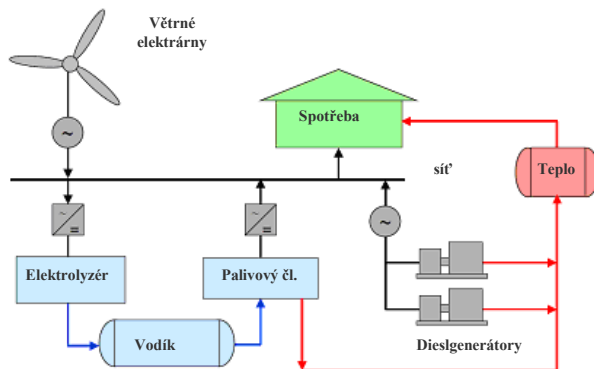 Větrné
elektrárny
~
Spotřeba
síť
Teplo
~
=
~
=
~
Elektrolyzér
Palivový čl.
Vodík
Dieslgenerátory